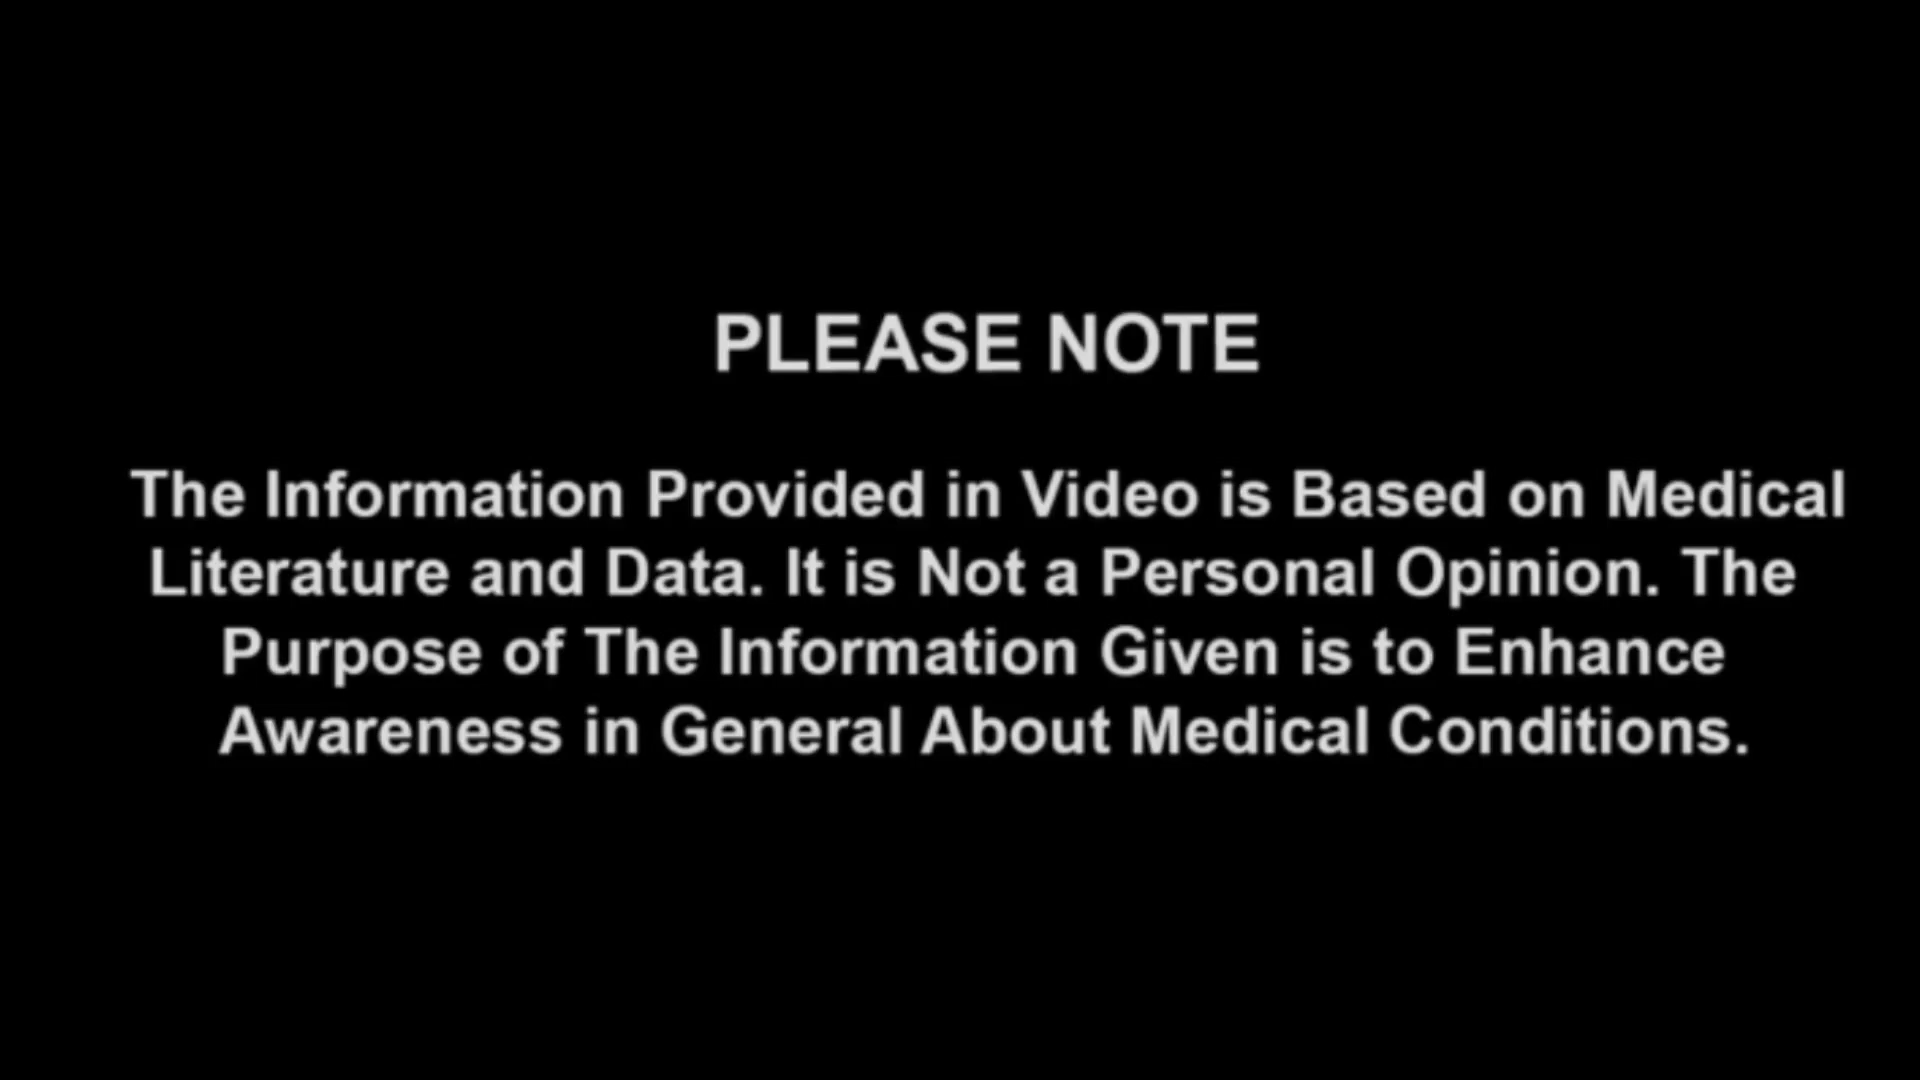 PLEASE NOTE
The Information Provided in Video is Based on Medical
Literature and Data. It is Not a Personal Opinion. The
Purpose of The Information Given is to Enhance
Awareness in General About Medical Conditions.